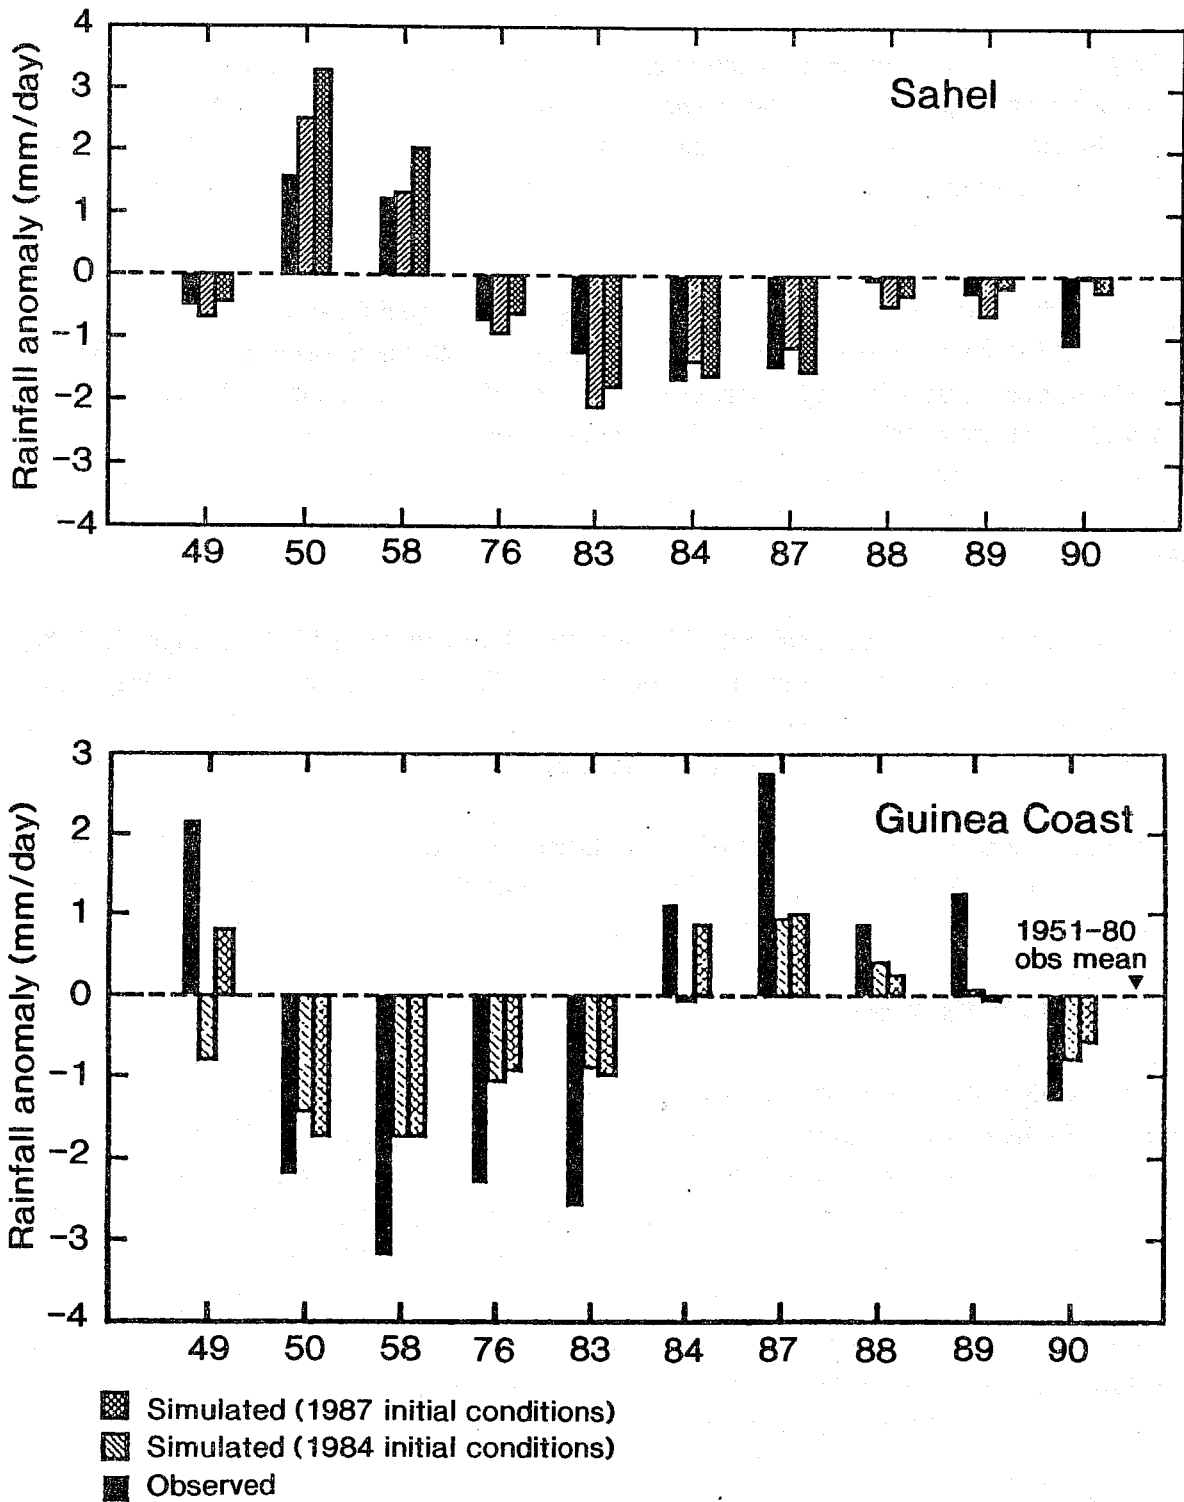 4
3
2
1
0
−1
−2
−3
−4
Rainfall anomaly (mm/day)
Sahel
49 50 58 76 83 84 87 88 89 90
3
2
1
0
−1
−2
−3
−4
Rainfall anomaly (mm/day)
Guinea Coast
1951−80
obs mean
49 50 58 76 83 84 87 88 89 90
Simulated (1987 initial conditions)
Simulated (1984 initial conditions)
Observed